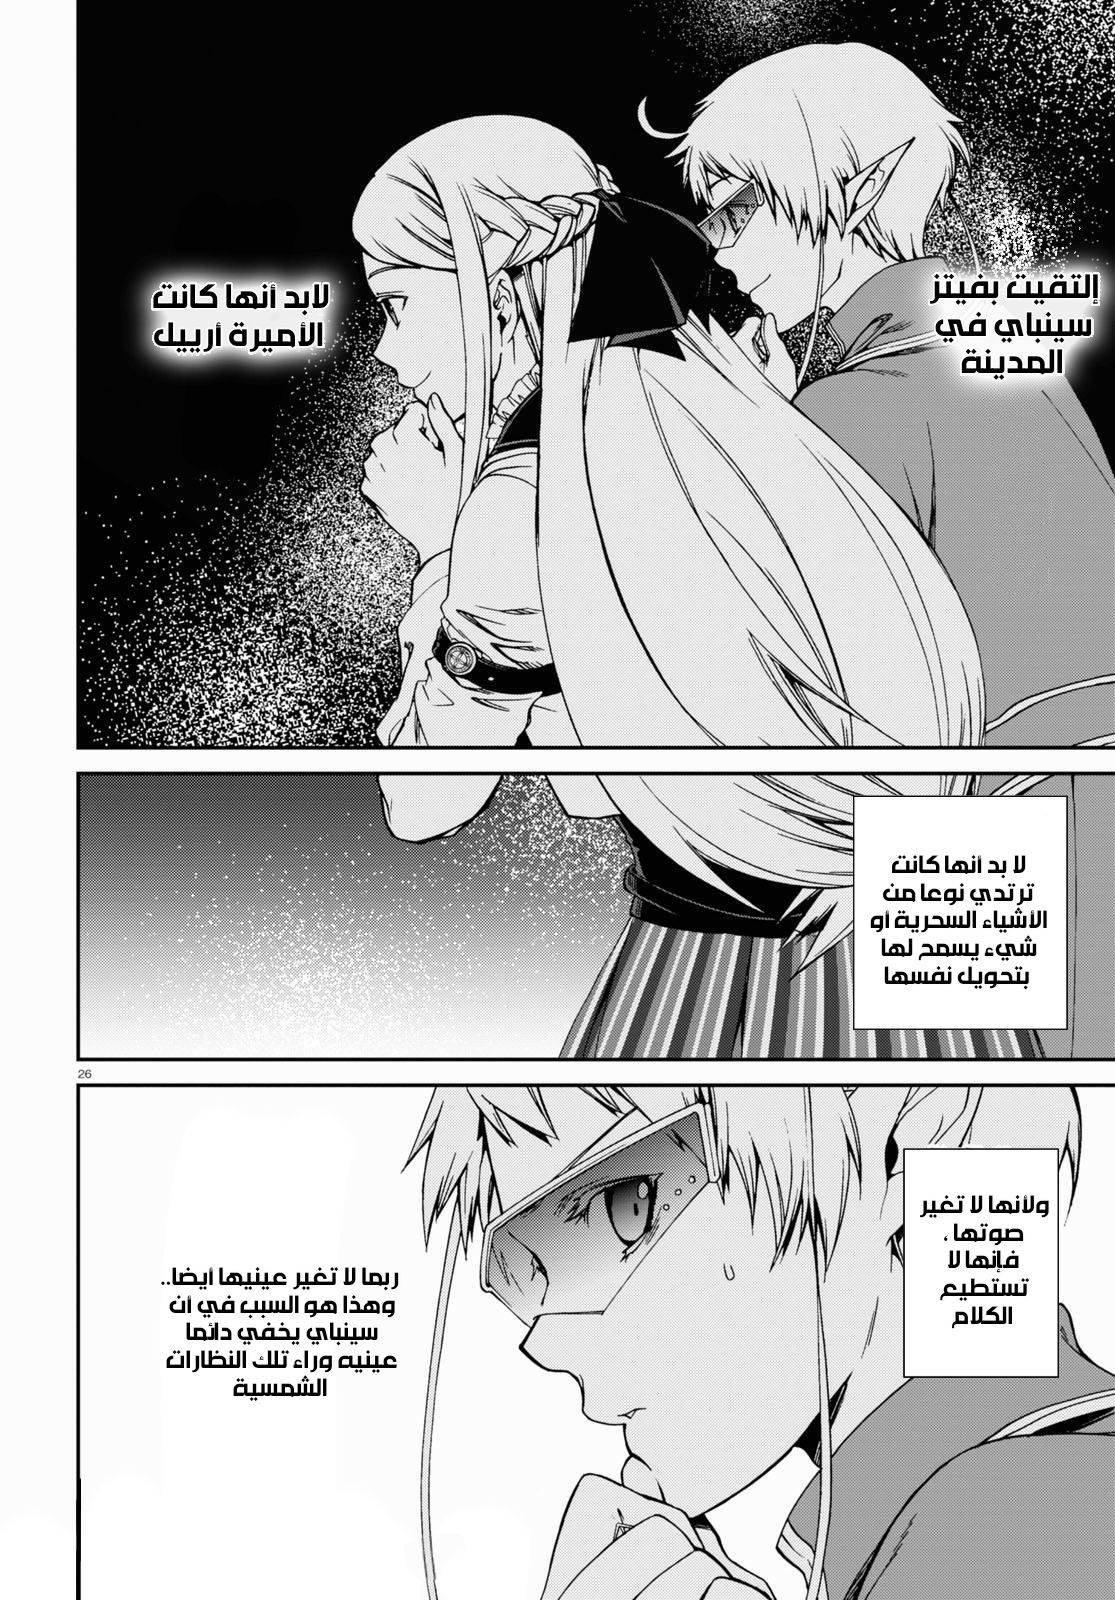 إلتقيت بفيتز
سينباي في
المدينة
لابد أنها كانت
الأميرة أرييل
لا بد أنها كانت
ترتدي نوعا من
الأشياء السحرية أو
شيء يسمح لها
بتحويل نفسها
26
ولأنها لا تغير
صوتها ،
فإنها لا
تستطيع
الكلام
ربما لا تغير عينيها أيضا..
وهذا هو السبب في أن
سينباي يخفي دائما
عينيه وراء تلك النظارات
الشمسية